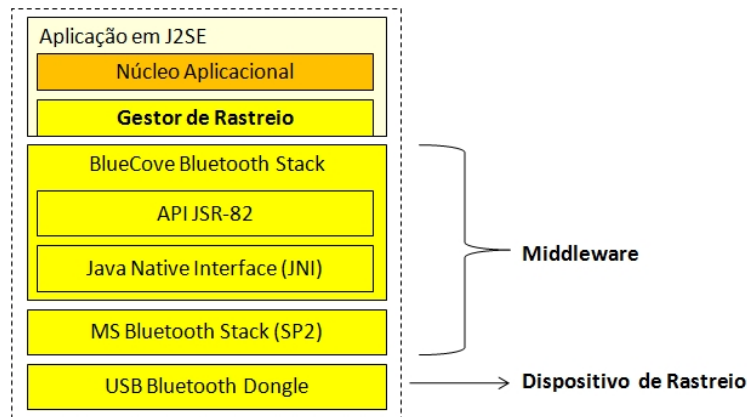 Aplicação em J2SE
Núcleo Aplicacional
Gestor de Rastreio
BlueCove Bluetooth Stack
API JSR-82
Java Native Interface (JNI)
Middleware
MS Bluetooth Stack (SP2)
USB Bluetooth Dongle
Dispositivo de Rastreio